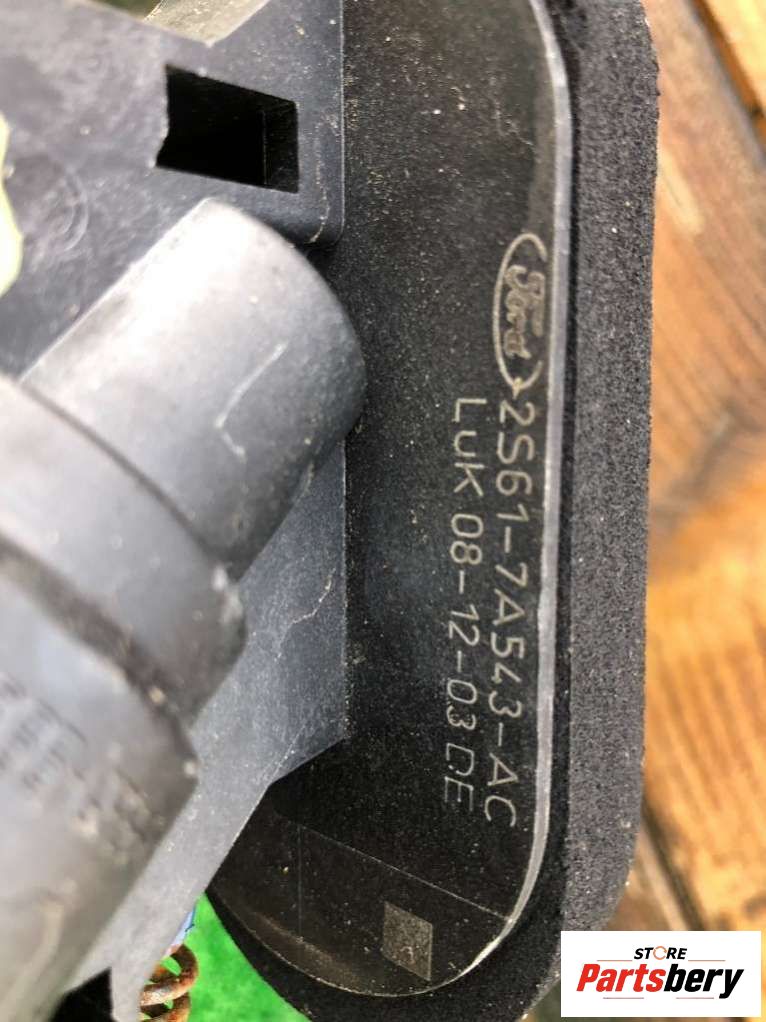 Ford
2S61-7A543-AC
LuK 08-12-03 DE
STORE
Partsbery